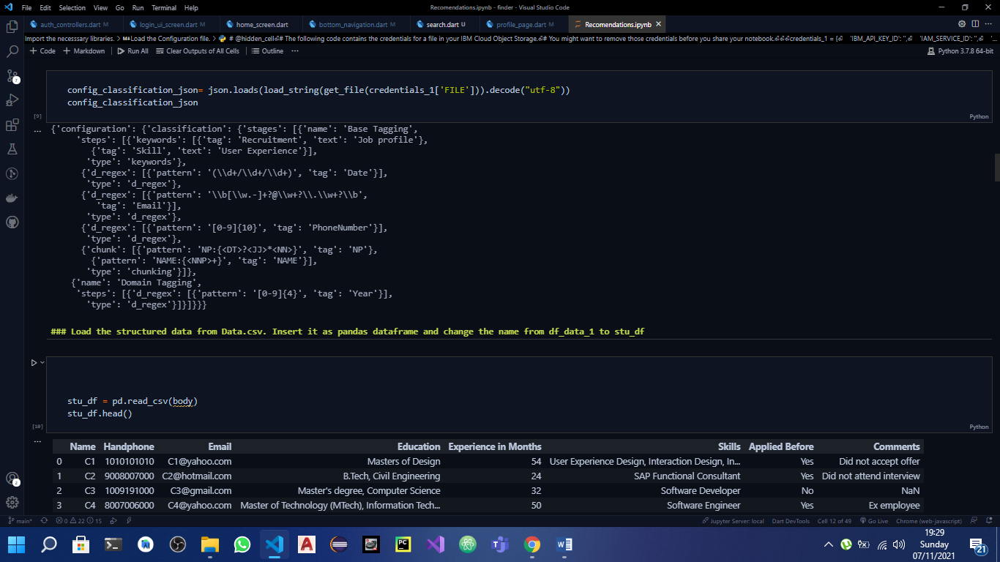 File Edit Selection View Go Run Terminal Help Recomendations.ipynb - finder - Visual Studio Code
auth_controllers.dart M login_ui_screen.dart M home_screen.dart bottom_navigation.dart M search.dart U profile_page.dart M Recomendations.ipynb
Import the necesssary libraries. > M↓Load the Configuration file. > # @hidden_cell⏎# The following code contains the credentials for a file in your IBM Cloud Object Storage.⏎# You might want to remove those credentials before you share your notebook.⏎⏎credentials_1 = {⏎ 'IBM_API_KEY_ID': '',⏎ 'IAM_SERVICE_ID': '',⏎ '...
+ Code + Markdown Run All Clear Outputs of All Cells Outline ... Python 3.7.8 64-bit
config_classification_json= json.loads(load_string(get_file(credentials_1['FILE'])).decode("utf-8"))
config_classification_json
[9] Python
{'configuration': {'classification': {'stages': [{'name': 'Base Tagging',
'steps': [{'keywords': [{'tag': 'Recruitment', 'text': 'Job profile'},
{'tag': 'Skill', 'text': 'User Experience'}],
'type': 'keywords'},
{'d_regex': [{'pattern': '(\\d+/\\d+/\\d+)', 'tag': 'Date'}],
'type': 'd_regex'},
{'d_regex': [{'pattern': '\\b[\\w.-]+?@\\w+?\\.\\w+?\\b',
'tag': 'Email'}],
'type': 'd_regex'},
{'d_regex': [{'pattern': '[0-9]{10}', 'tag': 'PhoneNumber'}],
'type': 'd_regex'},
{'chunk': [{'pattern': 'NP:{<DT>?<JJ>*<NN>}', 'tag': 'NP'},
{'pattern': 'NAME:{<NNP>+}', 'tag': 'NAME'}],
'type': 'chunking'}]},
{'name': 'Domain Tagging',
'steps': [{'d_regex': [{'pattern': '[0-9]{4}', 'tag': 'Year'}],
'type': 'd_regex'}]}]}}}
### Load the structured data from Data.csv. Insert it as pandas dataframe and change the name from df_data_1 to stu_df
stu_df = pd.read_csv(body)
stu_df.head()
[10] Python
Name Handphone Email Education Experience in Months Skills Applied Before Comments
0 C1 1010101010 C1@yahoo.com Masters of Design 54 User Experience Design, Interaction Design, In... Yes Did not accept offer
1 C2 9008007000 C2@hotmail.com B.Tech, Civil Engineering 24 SAP Functional Consultant Yes Did not attend interview
2 C3 1009191000 C3@gmail.com Master's degree, Computer Science 32 Software Developer No NaN
3 C4 8007006000 C4@yahoo.com Master of Technology (MTech), Information Tech... 50 Software Engineer Yes Ex employee
main* 0 22 15 Jupyter Server: local Dart DevTools Cell 12 of 49 Go Live Chrome (web-javascript)
19:29
Sunday
07/11/2021
21